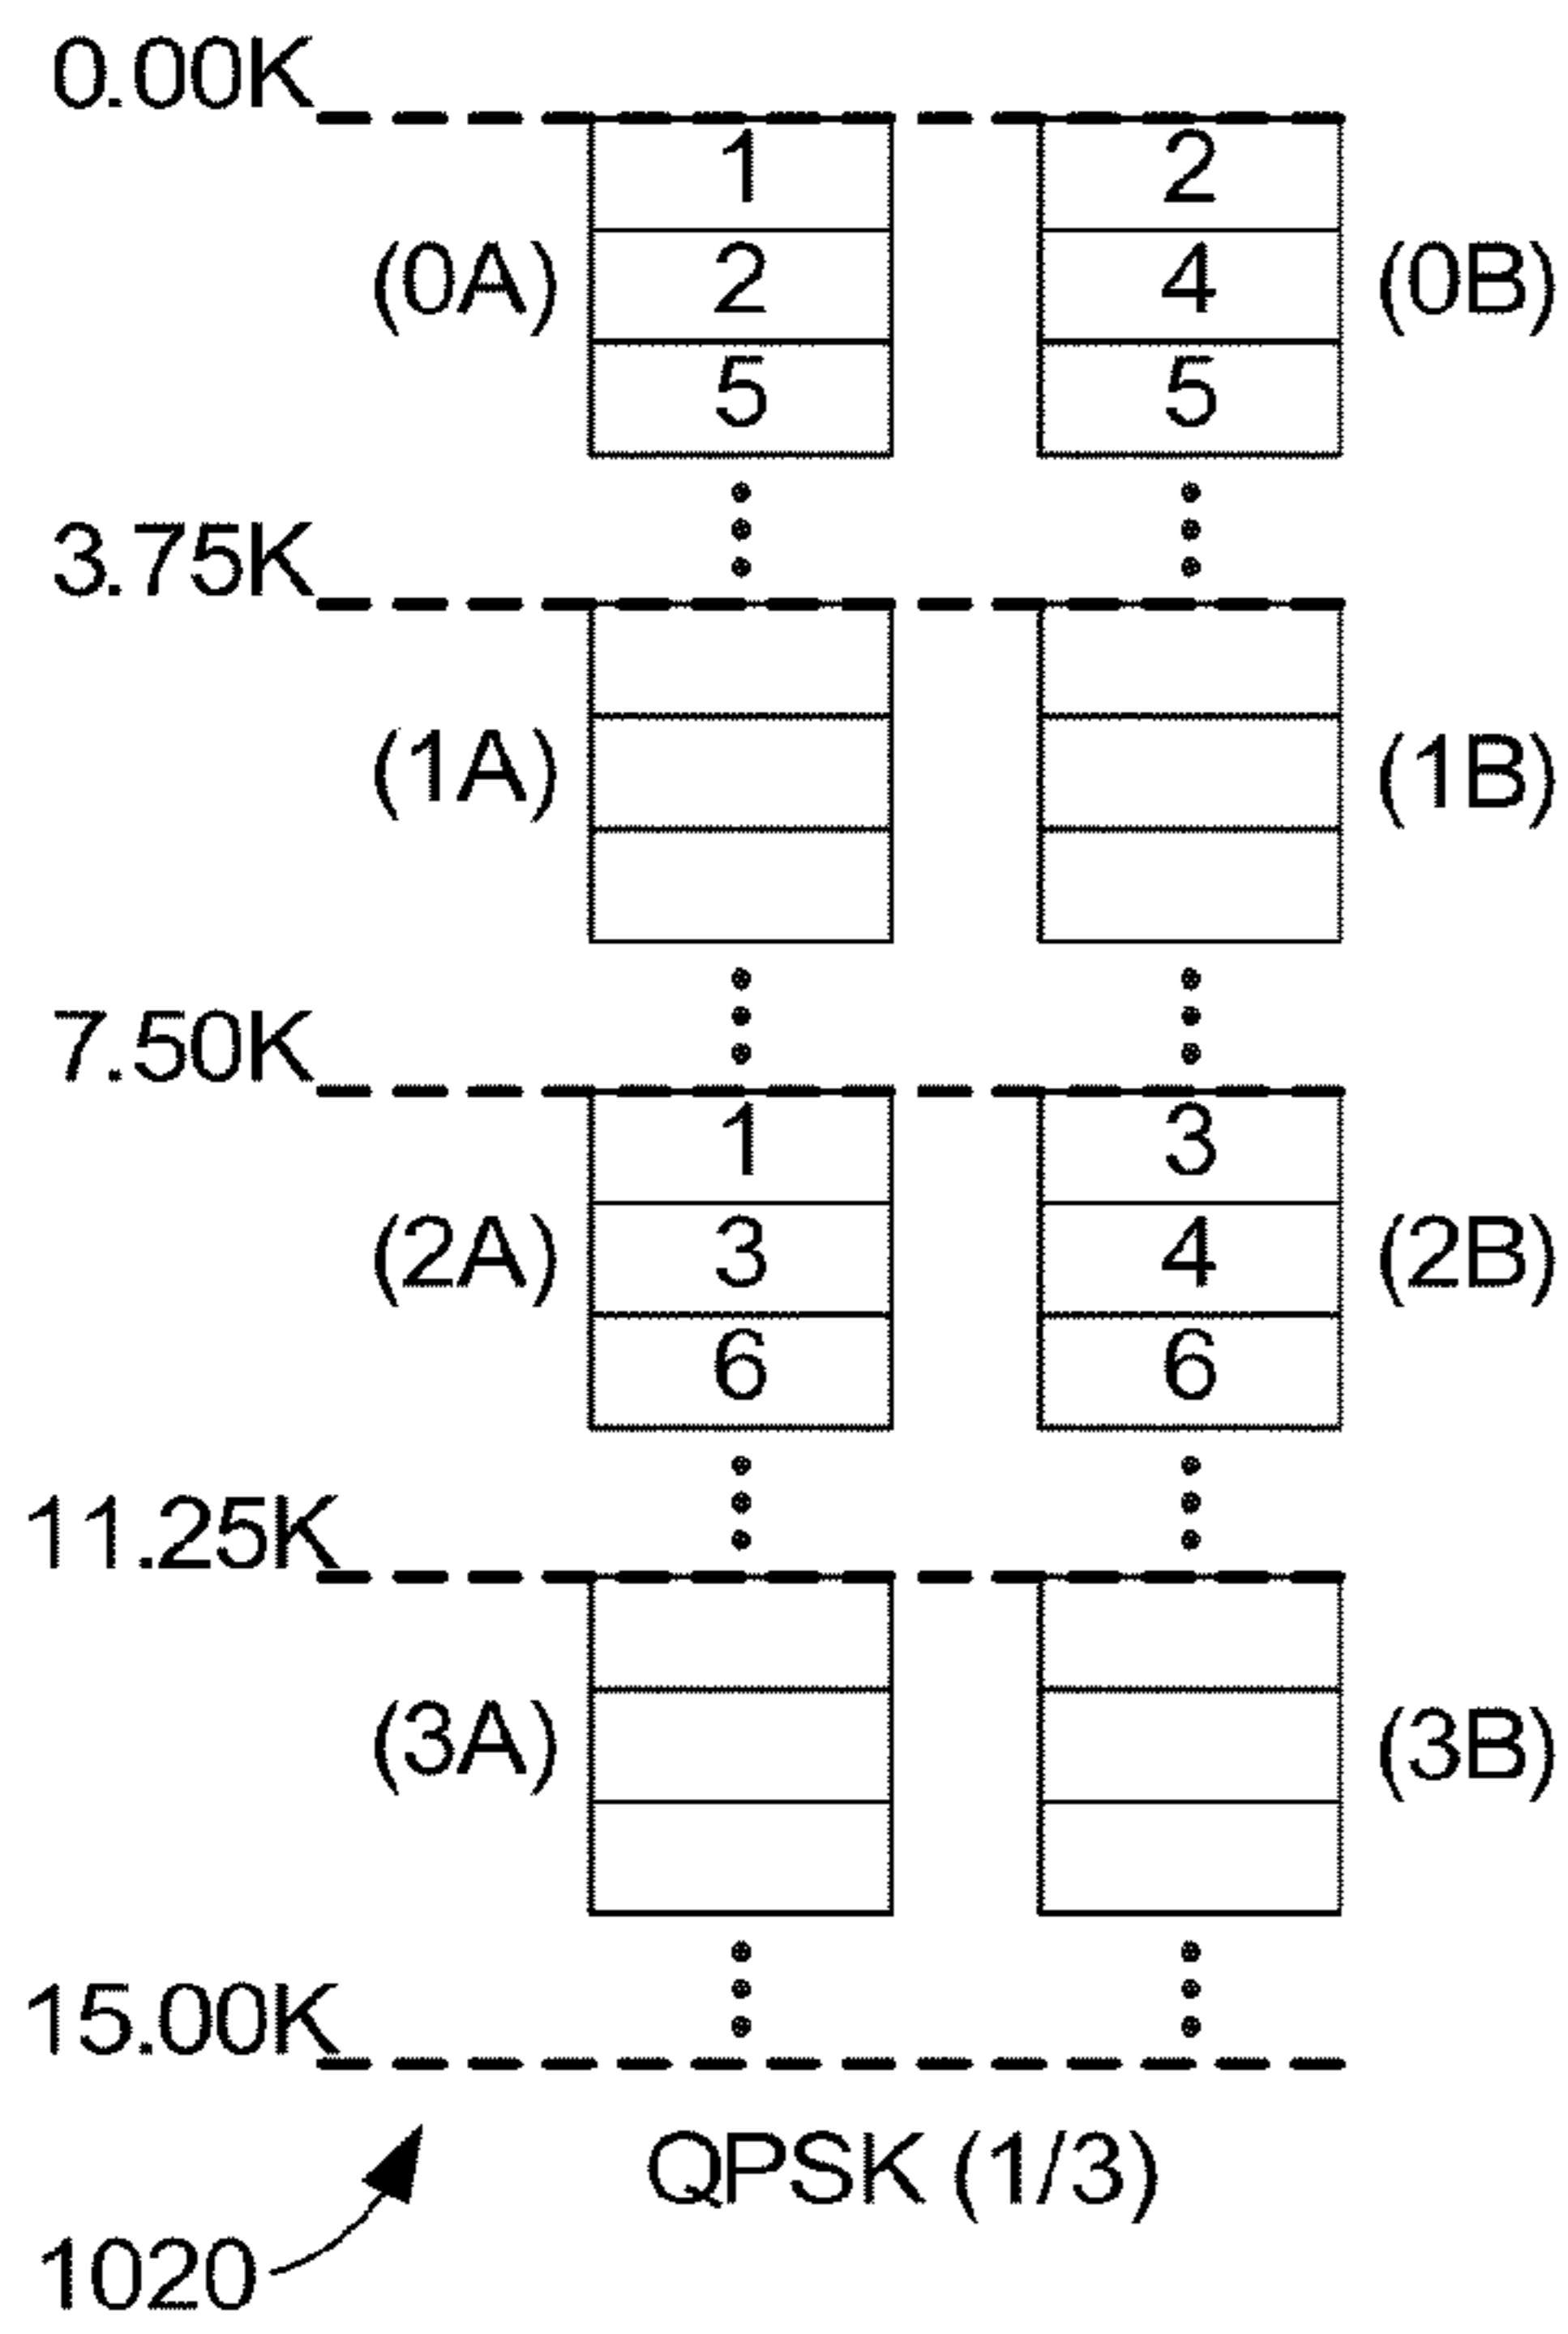 0.00K
1 2
(0A) 2 4 (0B)
5 5
3.75K
(1A) (1B)
7.50K
1 3
(2A) 3 4 (2B)
6 6
11.25K
(3A) (3B)
15.00K
QPSK (1/3)
1020